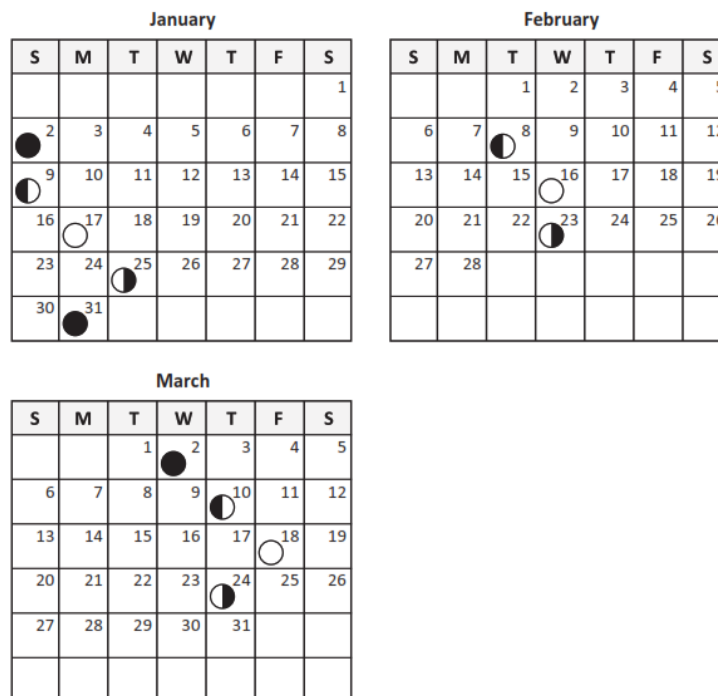 January
S M T W T F S
1
2 3 4 5 6 7 8
9 10 11 12 13 14 15
16 17 18 19 20 21 22
23 24 25 26 27 28 29
30 31
February
S M T W T F S
1 2 3 4
6 7 8 9 10 11
13 14 15 16 17 18
20 21 22 23 24 25
27 28
March
S M T W T F S
1 2 3 4 5
6 7 8 9 10 11 12
13 14 15 16 17 18 19
20 21 22 23 24 25 26
27 28 29 30 31